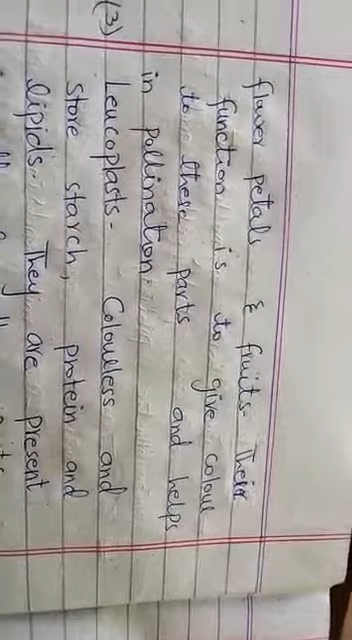 flower petals & fruits. Their
function is to give colour
to these parts and helps
in pollination.
(3) Leucoplasts- Colourless and
store starch, protein and
lipids. They are present